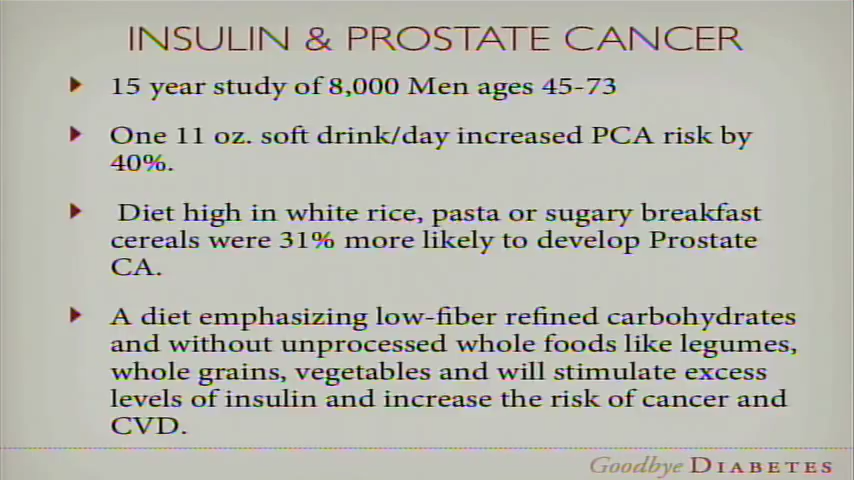 INSULIN & PROSTATE CANCER
15 year study of 8,000 Men ages 45-73
One 11 oz. soft drink/day increased PCA risk by
40%.
Diet high in white rice, pasta or sugary breakfast
cereals were 31% more likely to develop Prostate
CA.
A diet emphasizing low-fiber refined carbohydrates
and without unprocessed whole foods like legumes,
whole grains, vegetables and will stimulate excess
levels of insulin and increase the risk of cancer and
CVD.
Goodbye DIABETES